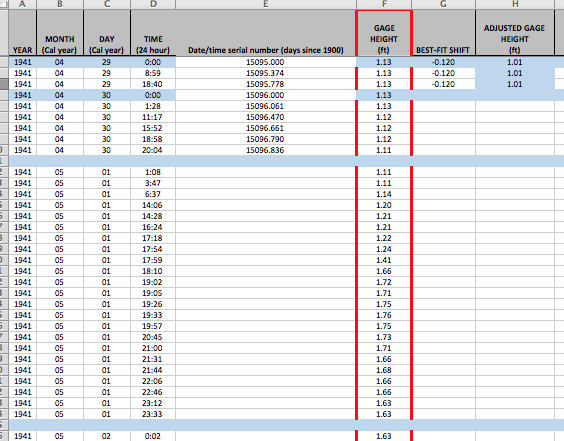 A B C D E F G H
YEAR MONTH (Cal year) DAY (Cal year) TIME (24 hour) Date/time serial number (days since 1900) GAGE HEIGHT (ft) BEST-FIT SHIFT ADJUSTED GAGE HEIGHT (ft)
1941 04 29 0:00 15095.000 1.13 -0.120 1.01
1941 04 29 8:59 15095.374 1.13 -0.120 1.01
1941 04 29 18:40 15095.778 1.13 -0.120 1.01
1941 04 30 0:00 15096.000 1.13
1941 04 30 1:28 15096.061 1.13
1941 04 30 11:17 15096.470 1.12
1941 04 30 15:52 15096.661 1.12
1941 04 30 18:58 15096.790 1.12
1941 04 30 20:04 15096.836 1.11
1941 05 01 1:08 1.11
1941 05 01 3:47 1.11
1941 05 01 6:37 1.14
1941 05 01 14:06 1.20
1941 05 01 14:28 1.21
1941 05 01 16:24 1.21
1941 05 01 17:18 1.22
1941 05 01 17:54 1.24
1941 05 01 17:59 1.41
1941 05 01 18:10 1.66
1941 05 01 19:02 1.72
1941 05 01 19:05 1.71
1941 05 01 19:26 1.75
1941 05 01 19:33 1.76
1941 05 01 19:57 1.75
1941 05 01 20:45 1.73
1941 05 01 21:00 1.71
1941 05 01 21:31 1.66
1941 05 01 21:44 1.68
1941 05 01 22:06 1.66
1941 05 01 22:46 1.66
1941 05 01 23:12 1.63
1941 05 01 23:33 1.63
1941 05 02 0:02 1.63